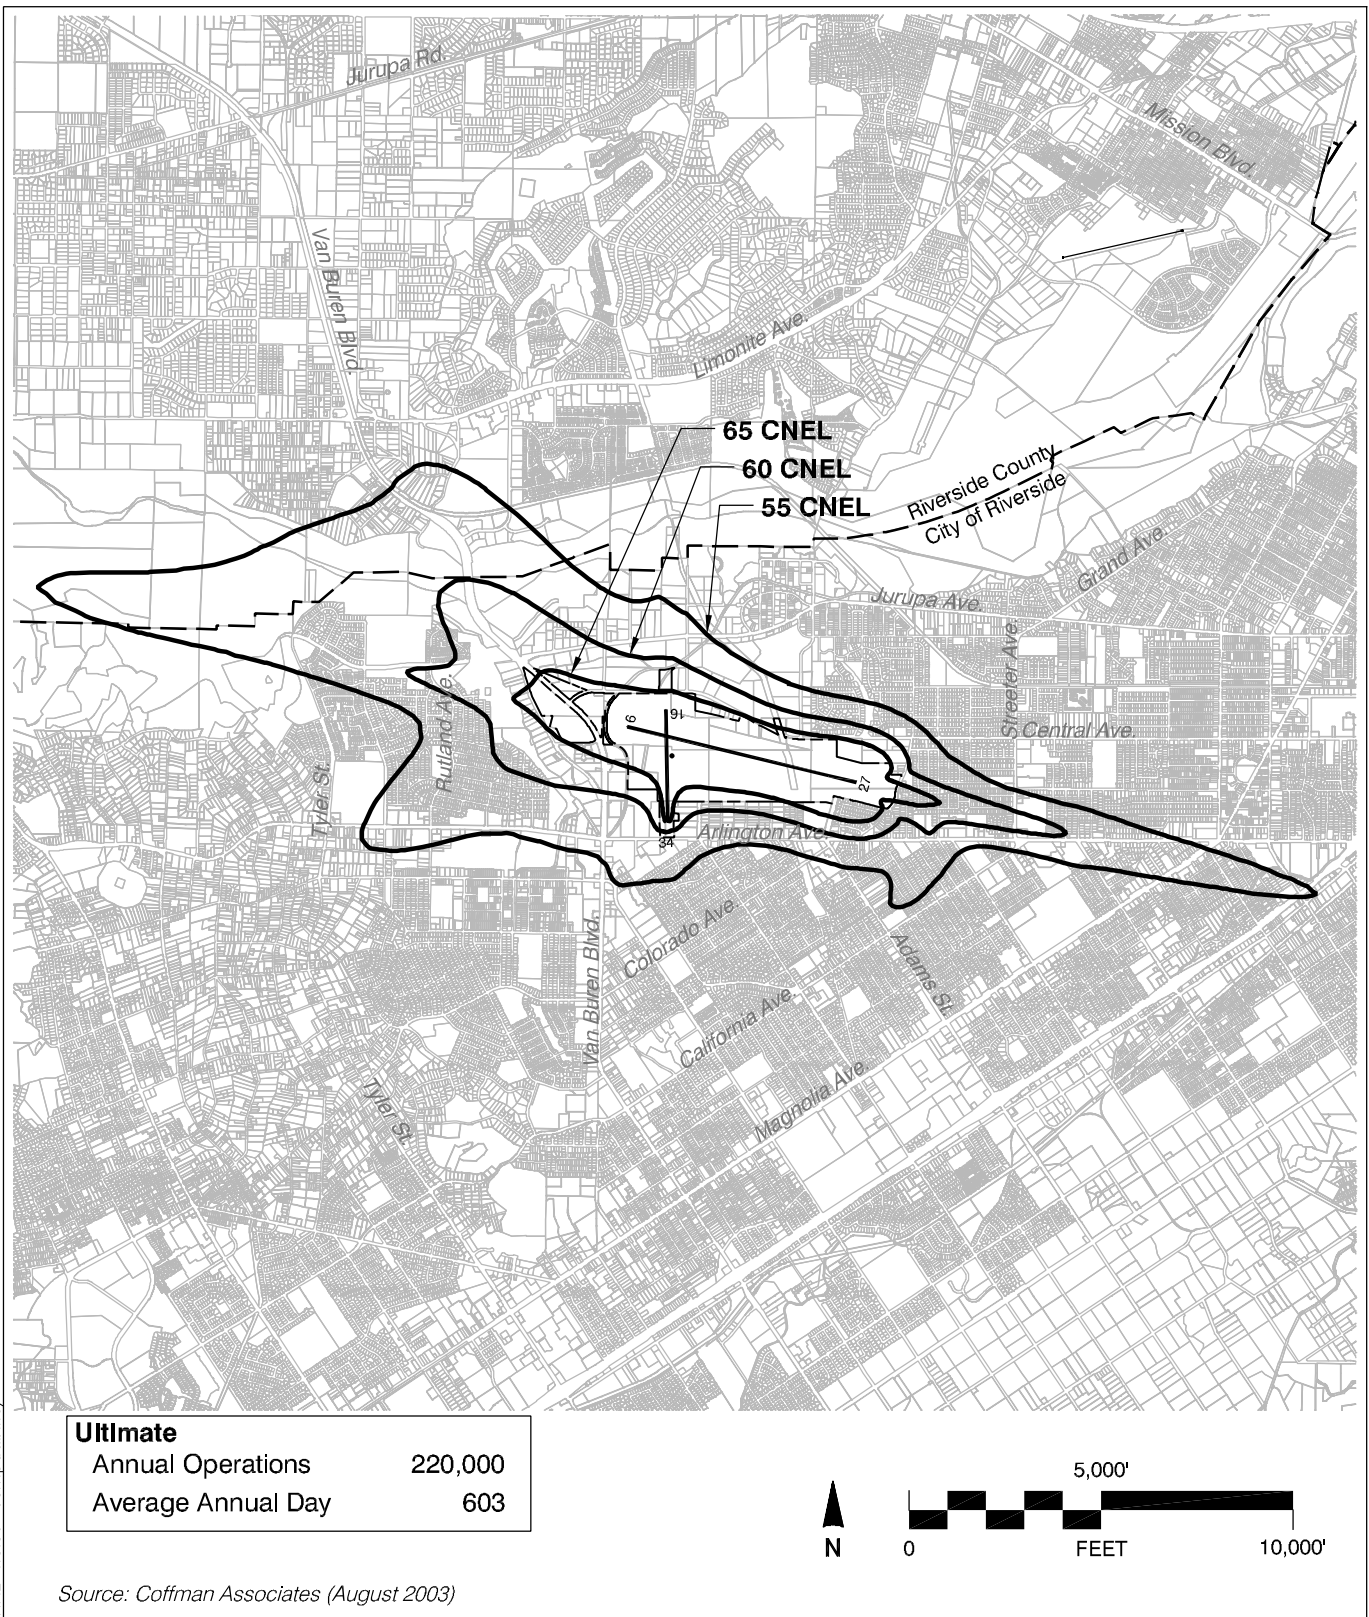 Jurupa Rd.
Mission Blvd.
Van Buren Blvd.
Limonite Ave.
65 CNEL
60 CNEL
55 CNEL
Riverside County
City of Riverside
Grand Ave.
Jurupa Ave.
Streeter Ave.
Rutland Ave.
9
16
Central Ave.
Tyler St.
27
Arlington Ave.
34
Colorado Ave.
Adams St.
Van Buren Blvd.
California Ave.
Magnolia Ave.
Tyler St.
UltImate
Annual Operations 220,000
Average Annual Day 603
5,000'
N
0 FEET 10,000'
Source: Coffman Associates (August 2003)